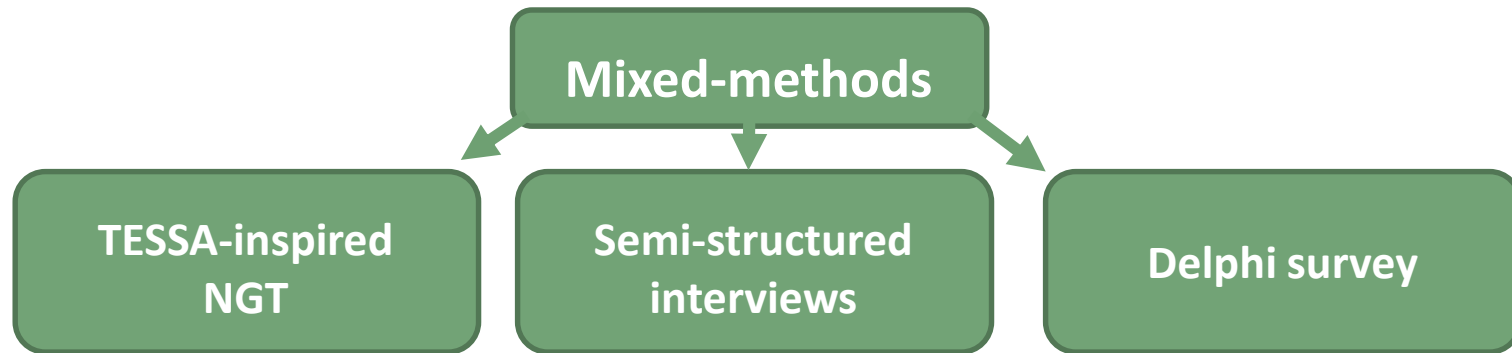 Mixed-methods
TESSA-inspired
NGT
Semi-structured
interviews
Delphi survey